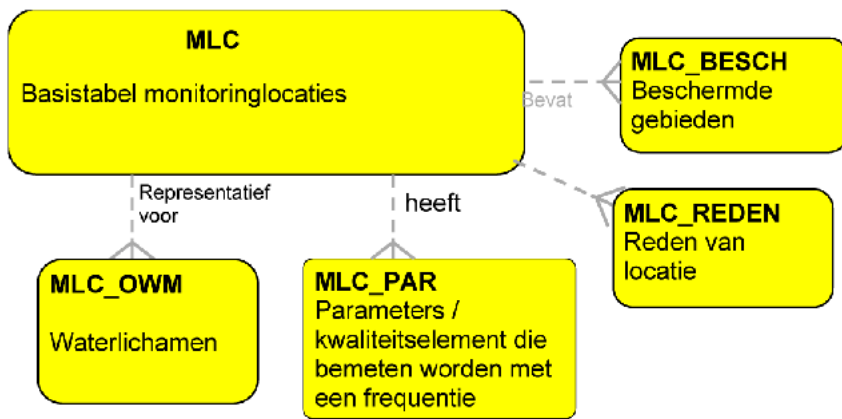 MLC
Basistabel monitoringlocaties
MLC_BESCH
Beschermde
gebieden
Bevat
Representatief
voor
heeft
MLC_REDEN
Reden van
locatie
MLC_OWM
Waterlichamen
MLC_PAR
Parameters /
kwaliteitselement die
bemeten worden met
een frequentie